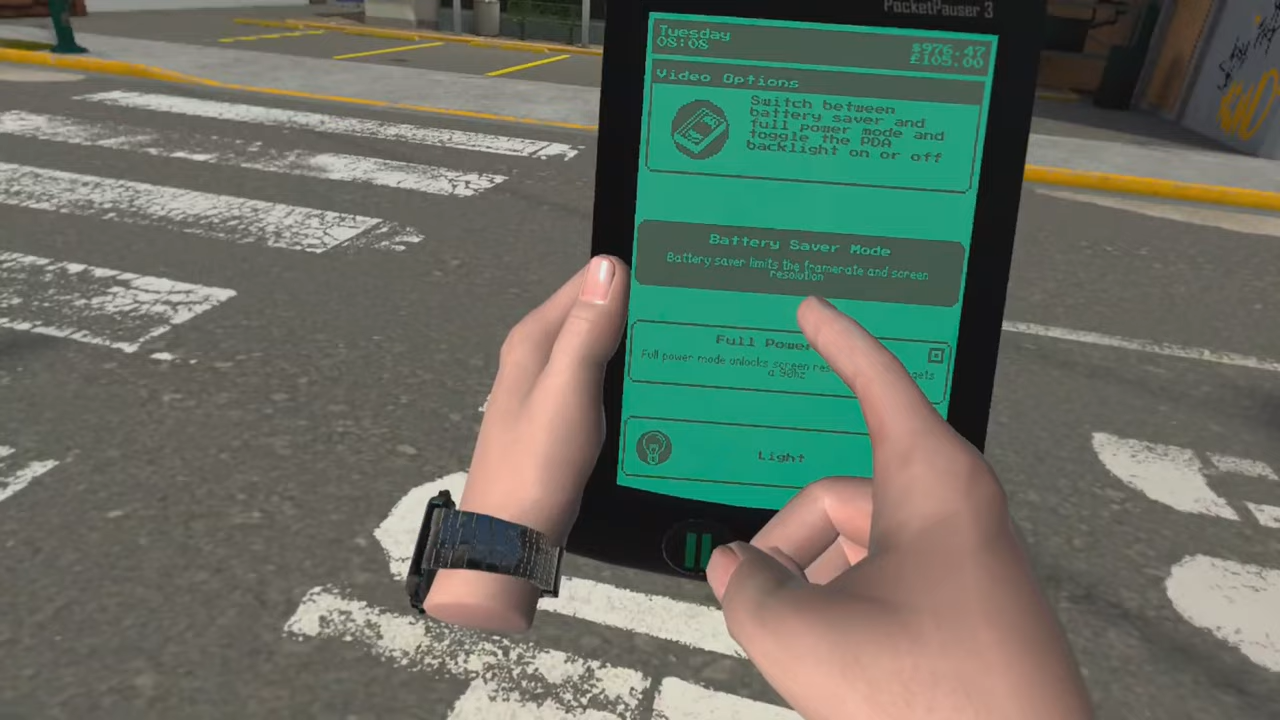 PocketPauser 3
Tuesday
08:08
$976.47
£105.00
Video Options
Switch between
battery saver and
full power mode and
toggle the PDA
backlight on or off
Battery Saver Mode
Battery saver limits the framerate and screen
resolution
Full Power
Full power mode unlocks screen
a 90hz
Light